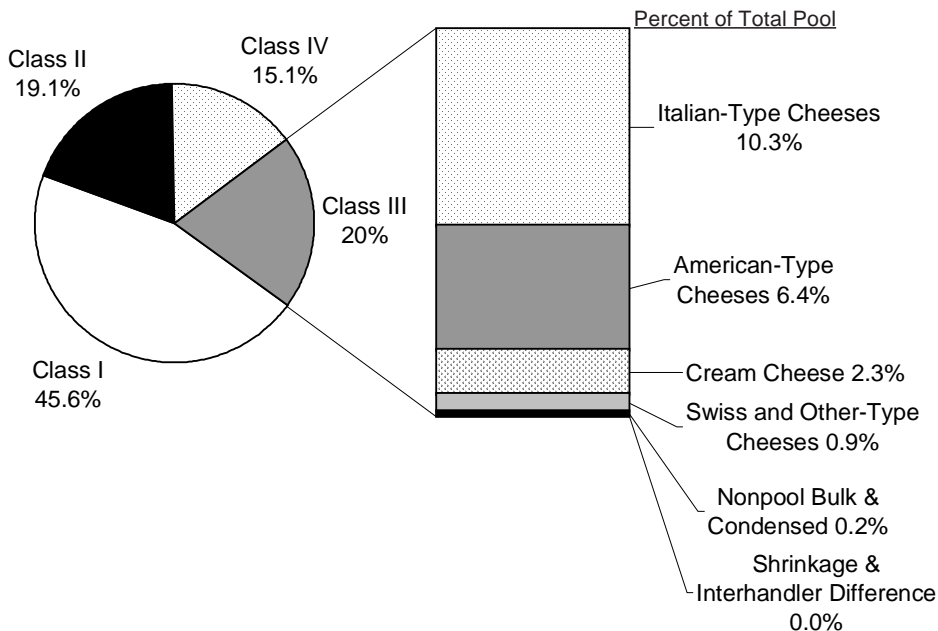 Percent of Total Pool
Class II
19.1%
Class IV
15.1%
Class III
20%
Class I
45.6%
Italian-Type Cheeses
10.3%
American-Type
Cheeses 6.4%
Cream Cheese 2.3%
Swiss and Other-Type
Cheeses 0.9%
Nonpool Bulk &
Condensed 0.2%
Shrinkage &
Interhandler Difference
0.0%